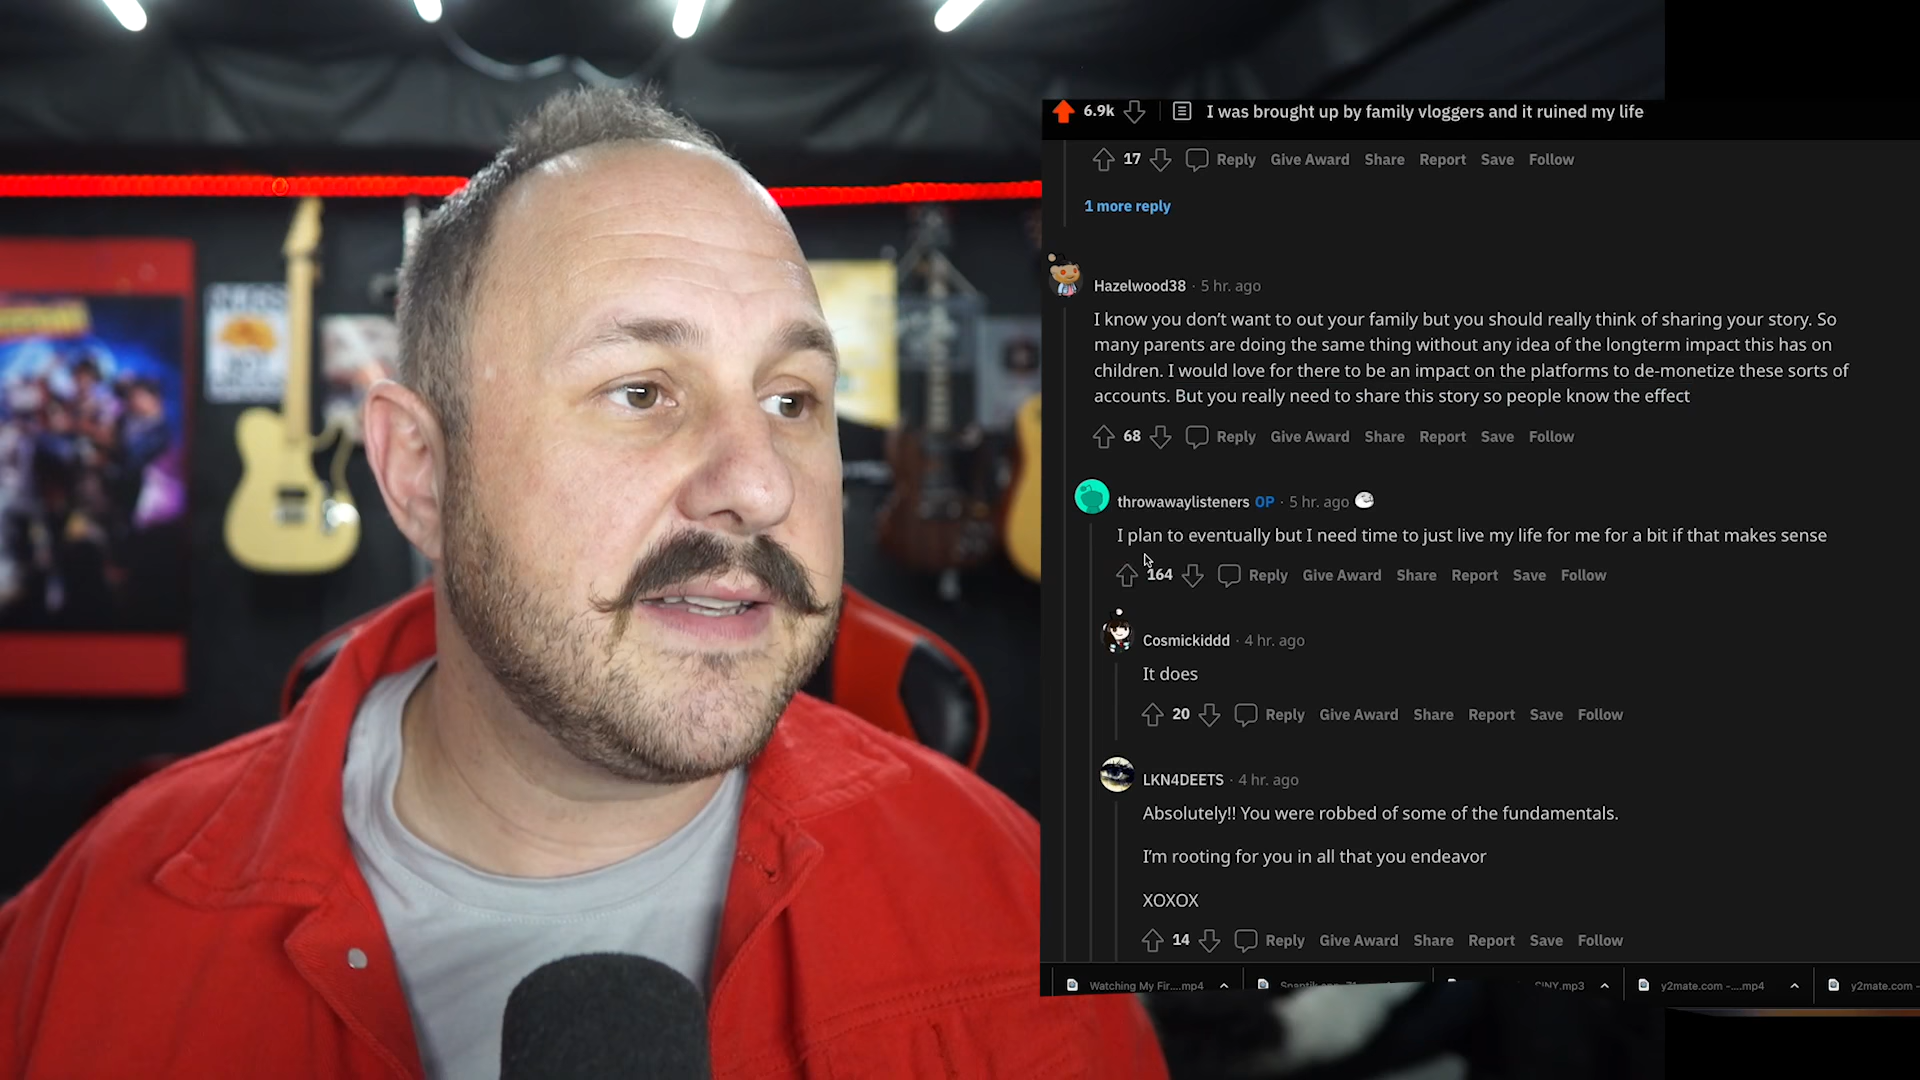 6.9k I was brought up by family vloggers and it ruined my life
17 Reply Give Award Share Report Save Follow
1 more reply
Hazelwood38 · 5 hr. ago
I know you don't want to out your family but you should really think of sharing your story. So
many parents are doing the same thing without any idea of the longterm impact this has on
children. I would love for there to be an impact on the platforms to de-monetize these sorts of
accounts. But you really need to share this story so people know the effect
68 Reply Give Award Share Report Save Follow
throwawaylisteners OP · 5 hr. ago
I plan to eventually but I need time to just live my life for me for a bit if that makes sense
164 Reply Give Award Share Report Save Follow
Cosmickiddd · 4 hr. ago
It does
20 Reply Give Award Share Report Save Follow
LKN4DEETS · 4 hr. ago
Absolutely!! You were robbed of some of the fundamentals.
I'm rooting for you in all that you endeavor
XOXOX
14 Reply Give Award Share Report Save Follow
Watching My Fir....mp4 y2mate.com -....mp4 y2mate.com -